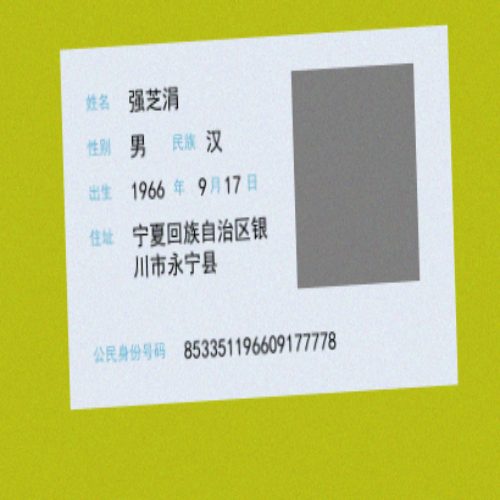 姓名 强芝涓
性别 男 民族 汉
出生 1966 年 9 月 17 日
住址 宁夏回族自治区银
川市永宁县
公民身份号码 853351196609177778